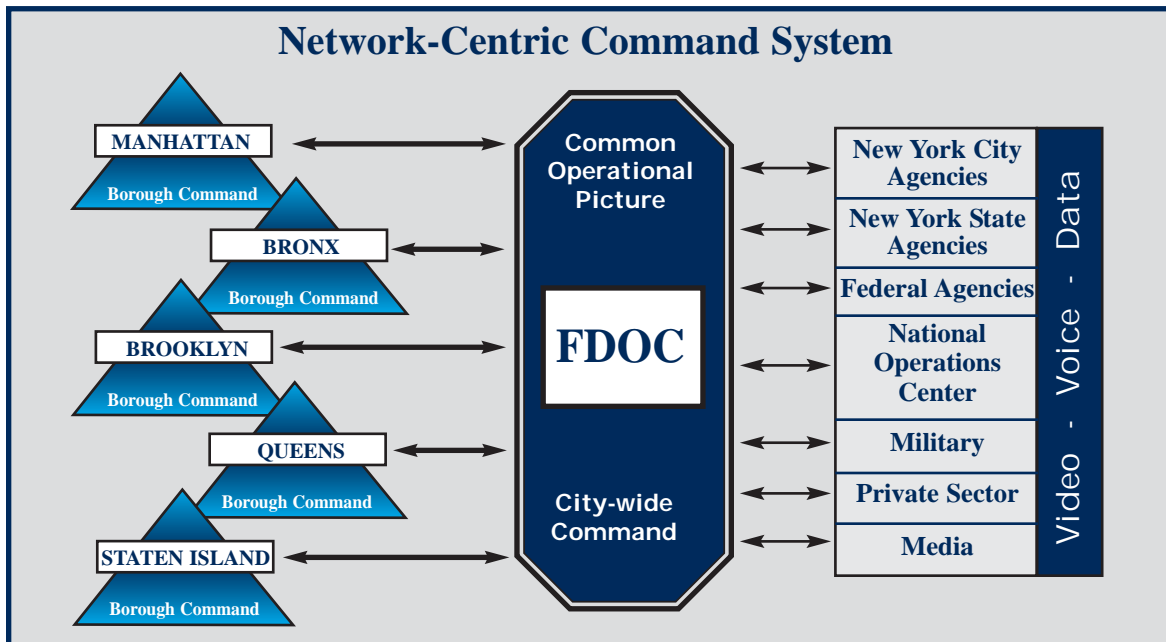 Network-Centric Command System
MANHATTAN
Borough Command
BRONX
Borough Command
BROOKLYN
Borough Command
QUEENS
Borough Command
STATEN ISLAND
Borough Command
Common
Operational
Picture
FDOC
City-wide
Command
New York City
Agencies
New York State
Agencies
Federal Agencies
National
Operations
Center
Military
Private Sector
Media
Video - Voice - Data